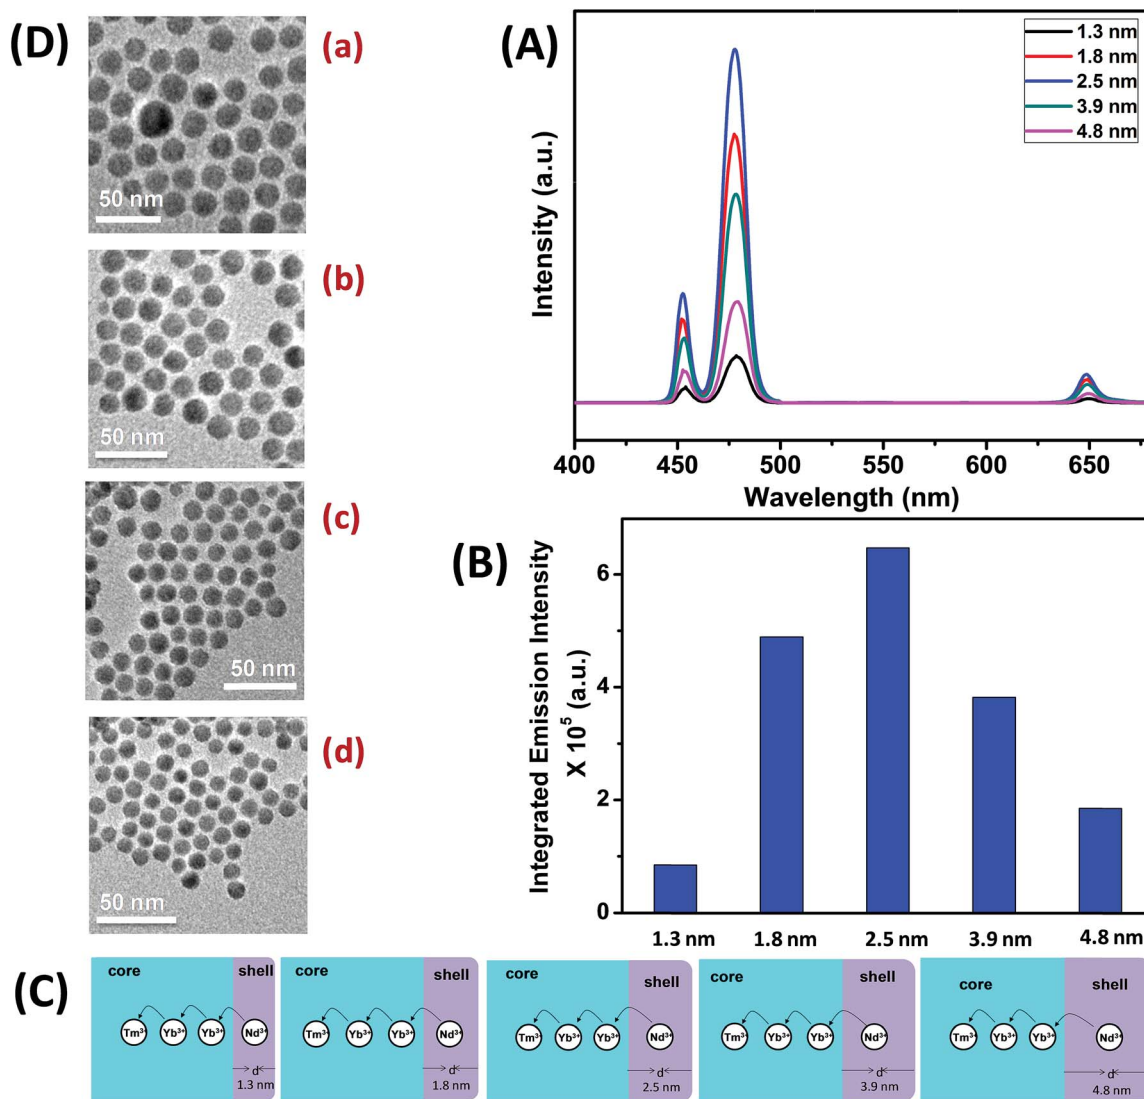 (D)
(a)
50 nm
(b)
50 nm
(c)
50 nm
(d)
50 nm
(A)
1.3 nm
1.8 nm
2.5 nm
3.9 nm
4.8 nm
Intensity (a.u.)
400 450 500 550 600 650
Wavelength (nm)
(B)
Integrated Emission Intensity
X 10⁵ (a.u.)
6
4
2
0
1.3 nm 1.8 nm 2.5 nm 3.9 nm 4.8 nm
(C)
core shell
Tm³⁺ Yb³⁺ Yb³⁺ Nd³⁺
d
1.3 nm
core shell
Tm³⁺ Yb³⁺ Yb³⁺ Nd³⁺
d
1.8 nm
core shell
Tm³⁺ Yb³⁺ Yb³⁺ Nd³⁺
d
2.5 nm
core shell
Tm³⁺ Yb³⁺ Yb³⁺ Nd³⁺
d
3.9 nm
core shell
Tm³⁺ Yb³⁺ Yb³⁺ Nd³⁺
d
4.8 nm